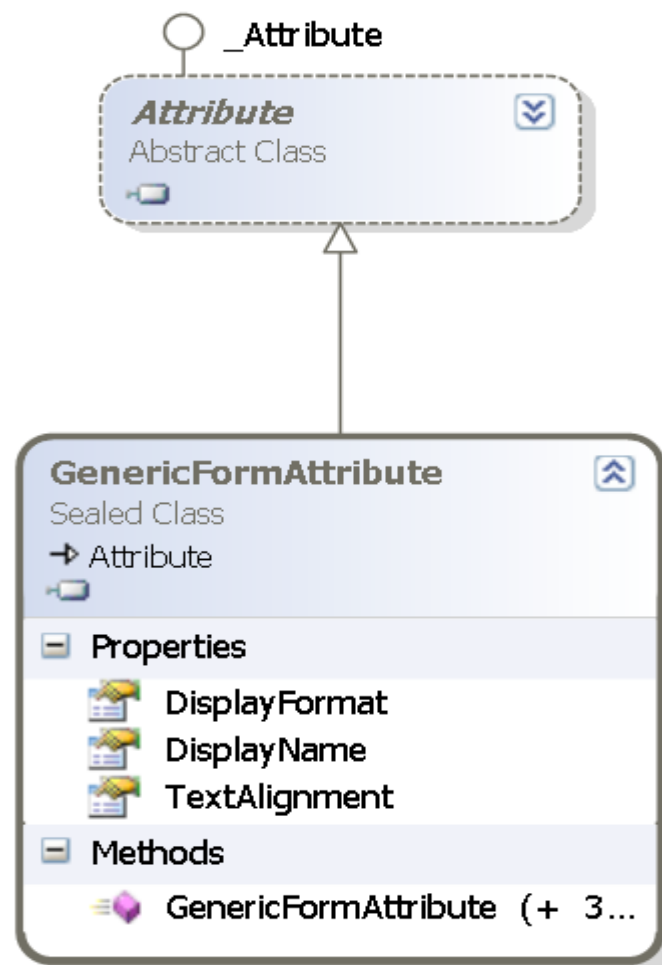 _Attribute
Attribute
Abstract Class
GenericFormAttribute
Sealed Class
Attribute
Properties
DisplayFormat
DisplayName
TextAlignment
Methods
GenericFormAttribute (+ 3...